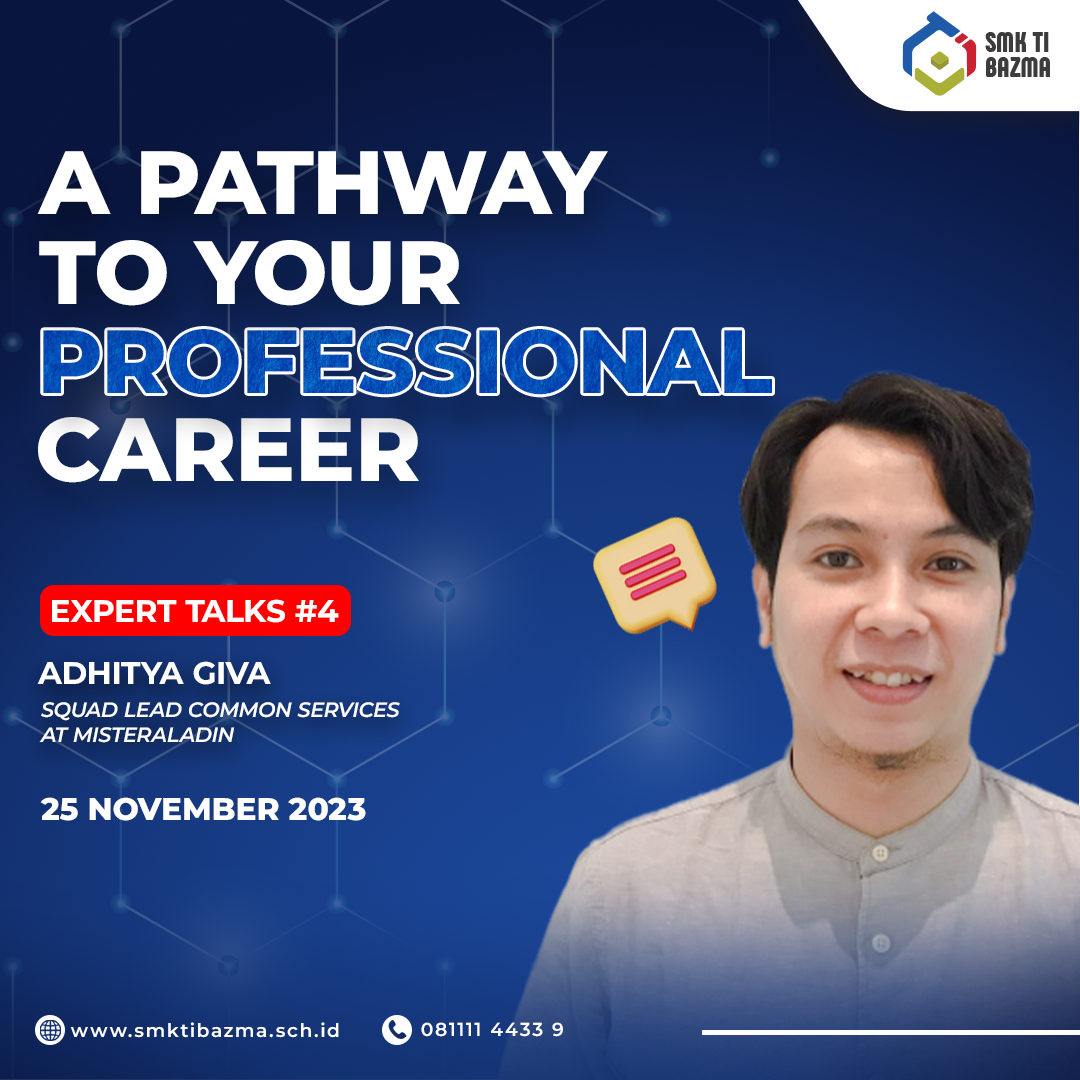 SMK TI
BAZMA
A PATHWAY
TO YOUR
PROFESSIONAL
CAREER
EXPERT TALKS #4
ADHITYA GIVA
SQUAD LEAD COMMON SERVICES
AT MISTERALADIN
25 NOVEMBER 2023
www.smktibazma.sch.id
081111 4433 9